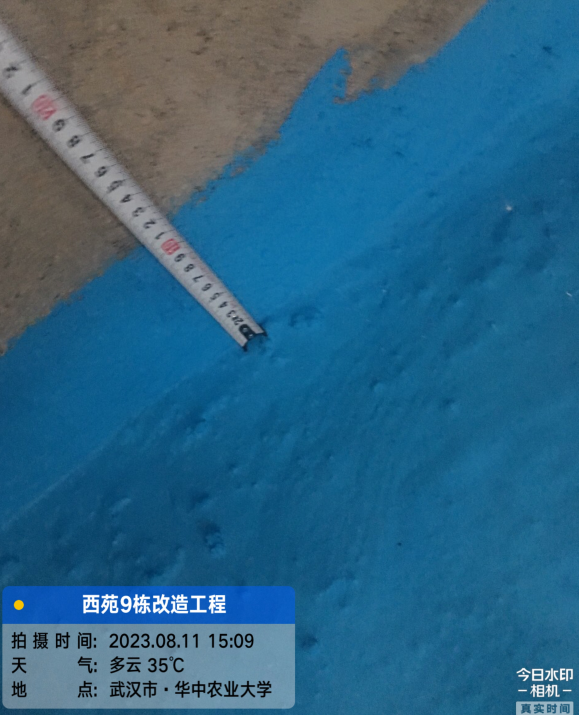 西苑9栋改造工程
拍摄时间: 2023.08.11 15:09
天气: 多云 35℃
地点: 武汉市·华中农业大学
今日水印
-相机-
真实时间